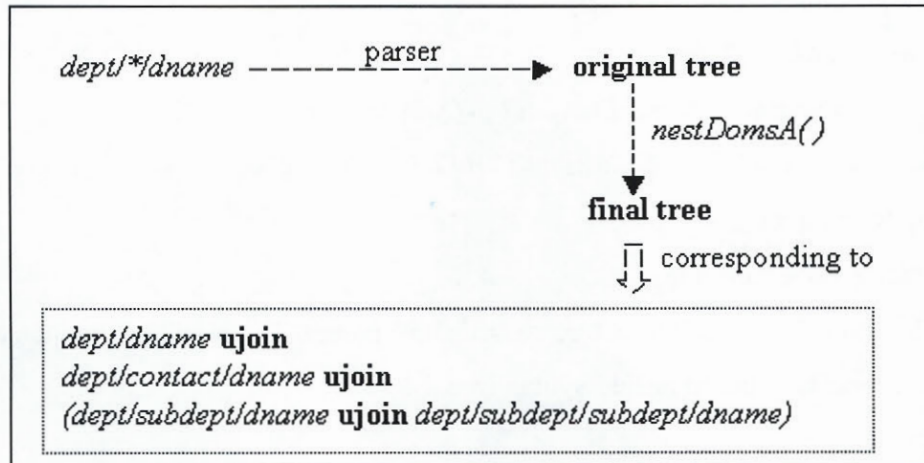 dept/*/dname parser original tree
nestDomsA()
final tree
corresponding to
dept/dname ujoin
dept/contact/dname ujoin
(dept/subdept/dname ujoin dept/subdept/subdept/dname)